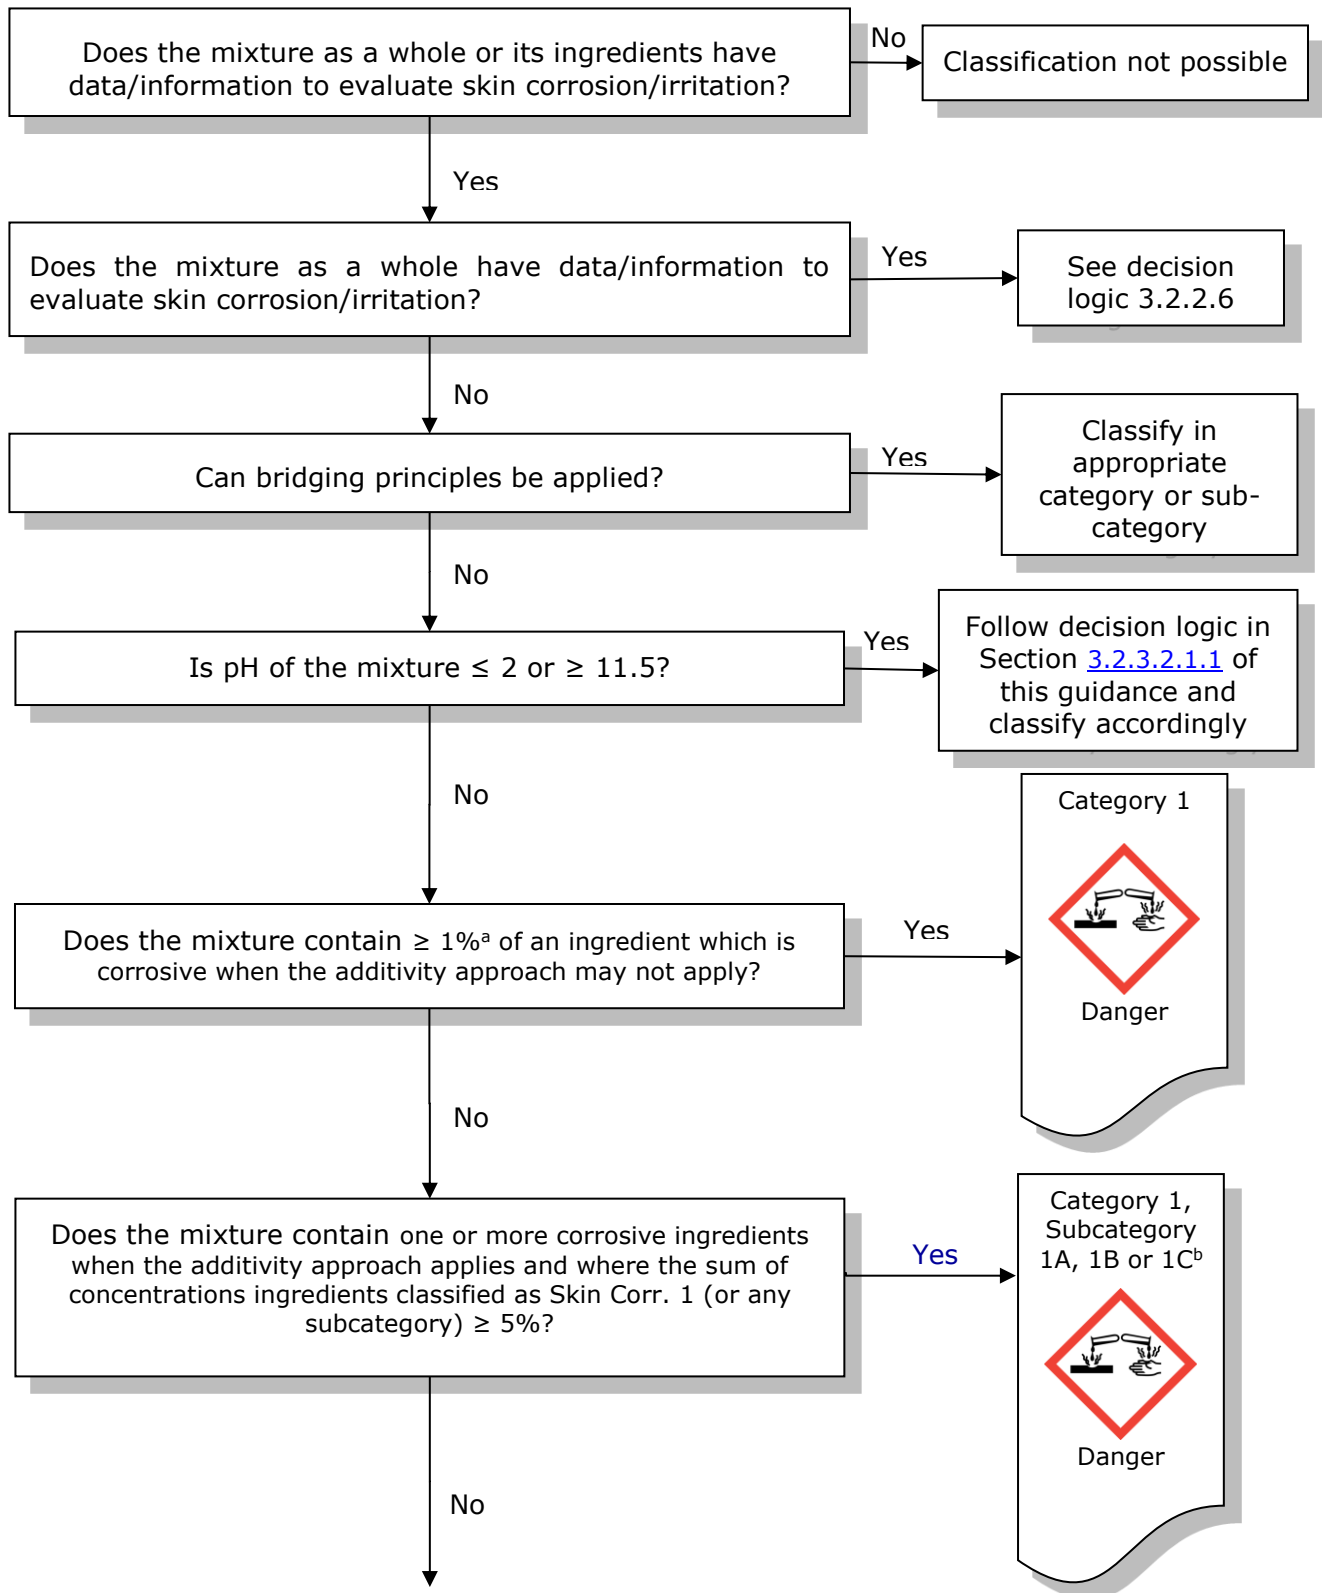 Does the mixture as a whole or its ingredients have
data/information to evaluate skin corrosion/irritation?
No
Classification not possible
Yes
Does the mixture as a whole have data/information to
evaluate skin corrosion/irritation?
Yes
See decision
logic 3.2.2.6
No
Can bridging principles be applied?
Yes
Classify in
appropriate
category or sub-
category
No
Is pH of the mixture ≤ 2 or ≥ 11.5?
Yes
Follow decision logic in
Section 3.2.3.2.1.1 of
this guidance and
classify accordingly
No
Does the mixture contain ≥ 1%ᵃ of an ingredient which is
corrosive when the additivity approach may not apply?
Yes
Category 1
Danger
No
Does the mixture contain one or more corrosive ingredients
when the additivity approach applies and where the sum of
concentrations ingredients classified as Skin Corr. 1 (or any
subcategory) ≥ 5%?
Yes
Category 1,
Subcategory
1A, 1B or 1Cᵇ
Danger
No